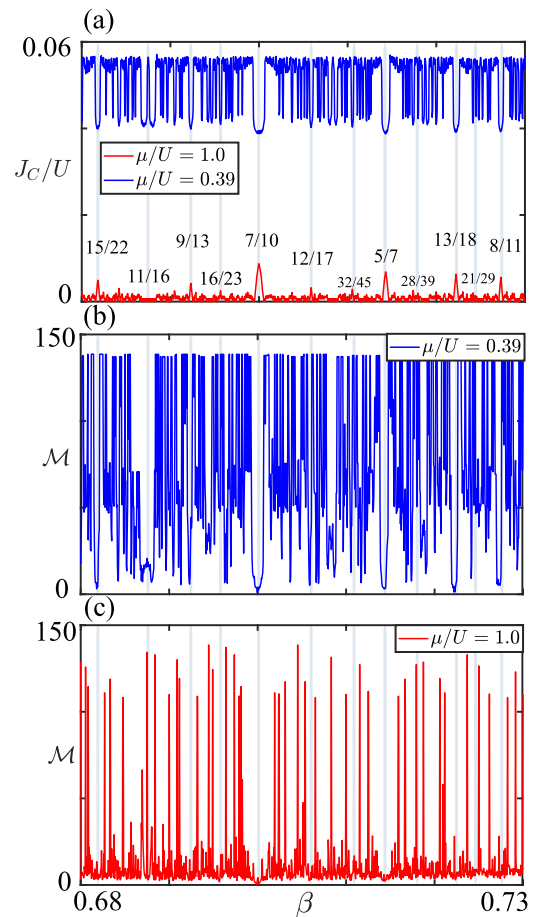 (a)
0.06
J_C/U
μ/U = 1.0
μ/U = 0.39
15/22
11/16
9/13
16/23
7/10
12/17
32/45
5/7
28/39
13/18
21/29
8/11
0
(b)
150
μ/U = 0.39
ℳ
0
(c)
150
μ/U = 1.0
ℳ
0
0.68
β
0.73